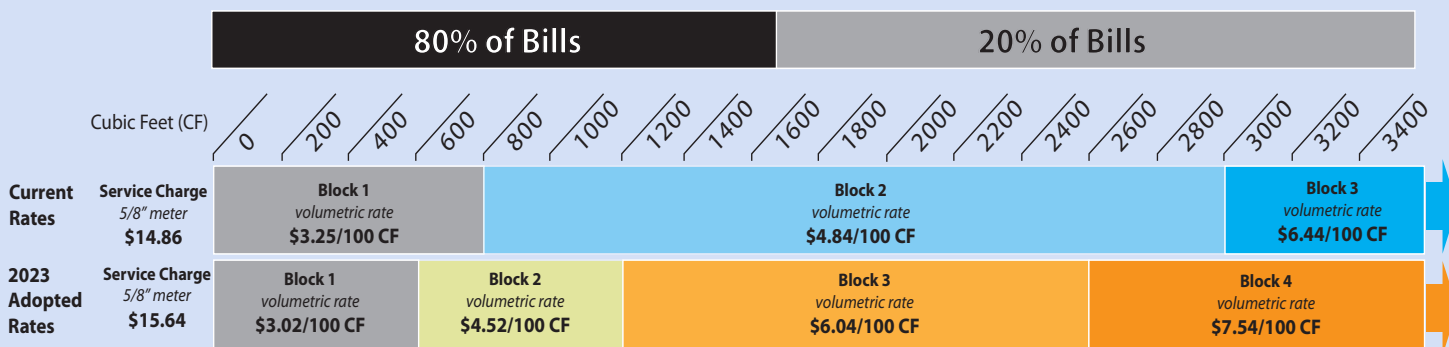 80% of Bills
20% of Bills
Cubic Feet (CF)
0
200
400
600
800
1000
1200
1400
1600
1800
2000
2200
2400
2600
2800
3000
3200
3400
Current
Rates
Service Charge
5/8” meter
$14.86
Block 1
volumetric rate
$3.25/100 CF
Block 2
volumetric rate
$4.84/100 CF
Block 3
volumetric rate
$6.44/100 CF
2023
Adopted
Rates
Service Charge
5/8” meter
$15.64
Block 1
volumetric rate
$3.02/100 CF
Block 2
volumetric rate
$4.52/100 CF
Block 3
volumetric rate
$6.04/100 CF
Block 4
volumetric rate
$7.54/100 CF